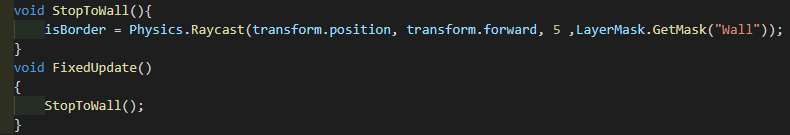 void StopToWall(){
    isBorder = Physics.Raycast(transform.position, transform.forward, 5 ,LayerMask.GetMask("Wall"));
}
void FixedUpdate()
{
    StopToWall();
}